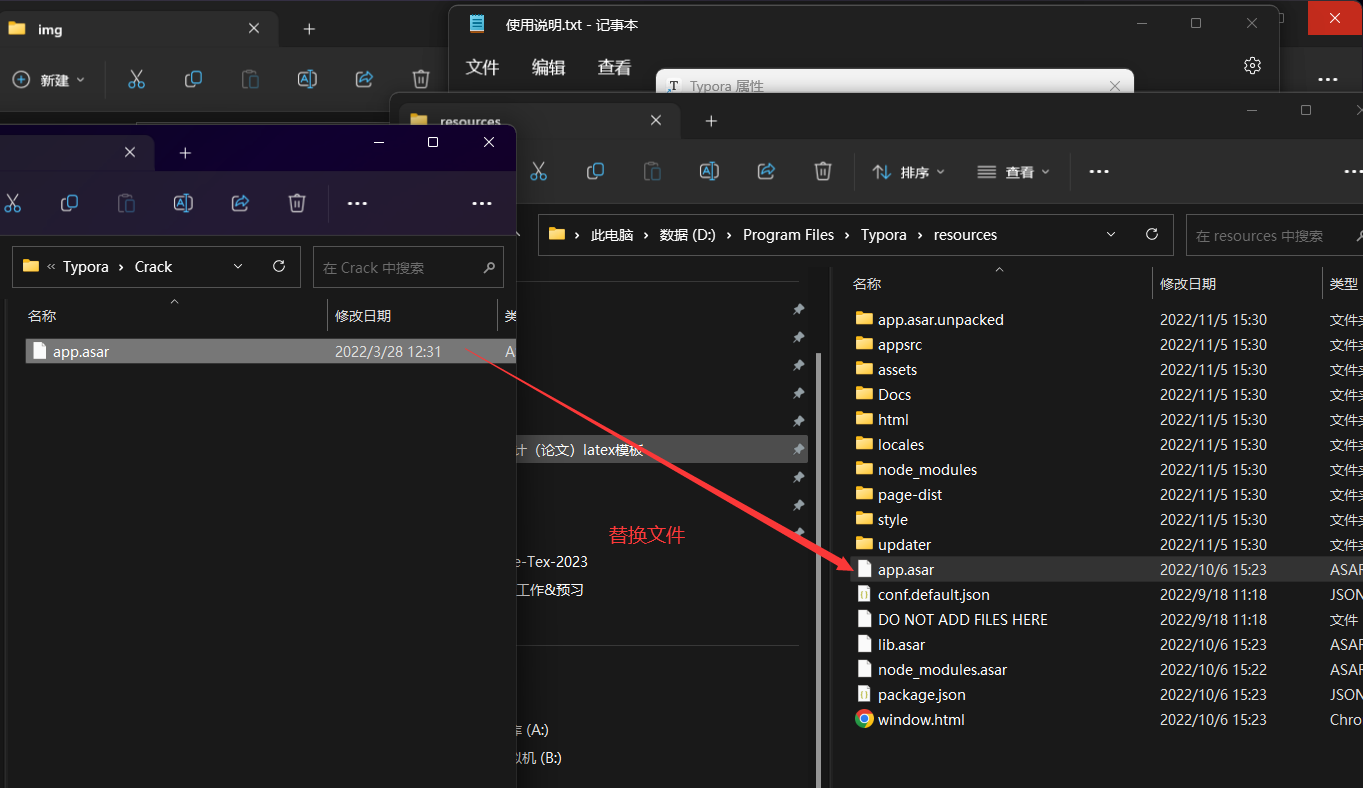 img
使用说明.txt - 记事本
新建
文件 编辑 查看
Typora 属性
resources
排序 查看
此电脑 › 数据 (D:) › Program Files › Typora › resources
在 resources 中搜索
« Typora › Crack
在 Crack 中搜索
名称 修改日期 类
app.asar 2022/3/28 12:31 A
名称 修改日期 类型
app.asar.unpacked 2022/11/5 15:30 文件夹
appsrc 2022/11/5 15:30 文件夹
assets 2022/11/5 15:30 文件夹
Docs 2022/11/5 15:30 文件夹
html 2022/11/5 15:30 文件夹
locales 2022/11/5 15:30 文件夹
node_modules 2022/11/5 15:30 文件夹
page-dist 2022/11/5 15:30 文件夹
style 2022/11/5 15:30 文件夹
updater 2022/11/5 15:30 文件夹
app.asar 2022/10/6 15:23 ASAR
conf.default.json 2022/9/18 11:18 JSON
DO NOT ADD FILES HERE 2022/9/18 11:18 文件
lib.asar 2022/10/6 15:23 ASAR
node_modules.asar 2022/10/6 15:22 ASAR
package.json 2022/10/6 15:23 JSON
window.html 2022/10/6 15:23 Chro
计（论文）latex模板
替换文件
e-Tex-2023
工作&预习
(A:)
拟机 (B:)